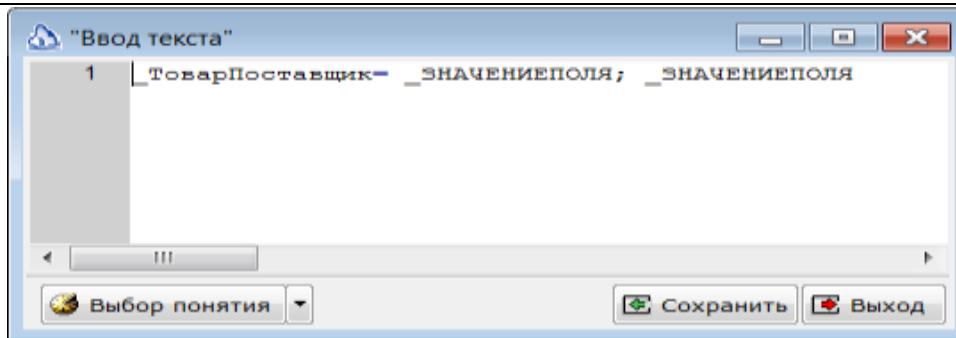 "Ввод текста"
1 _ТоварПоставщик= _ЗНАЧЕНИЕПОЛЯ; _ЗНАЧЕНИЕПОЛЯ
Выбор понятия Сохранить Выход